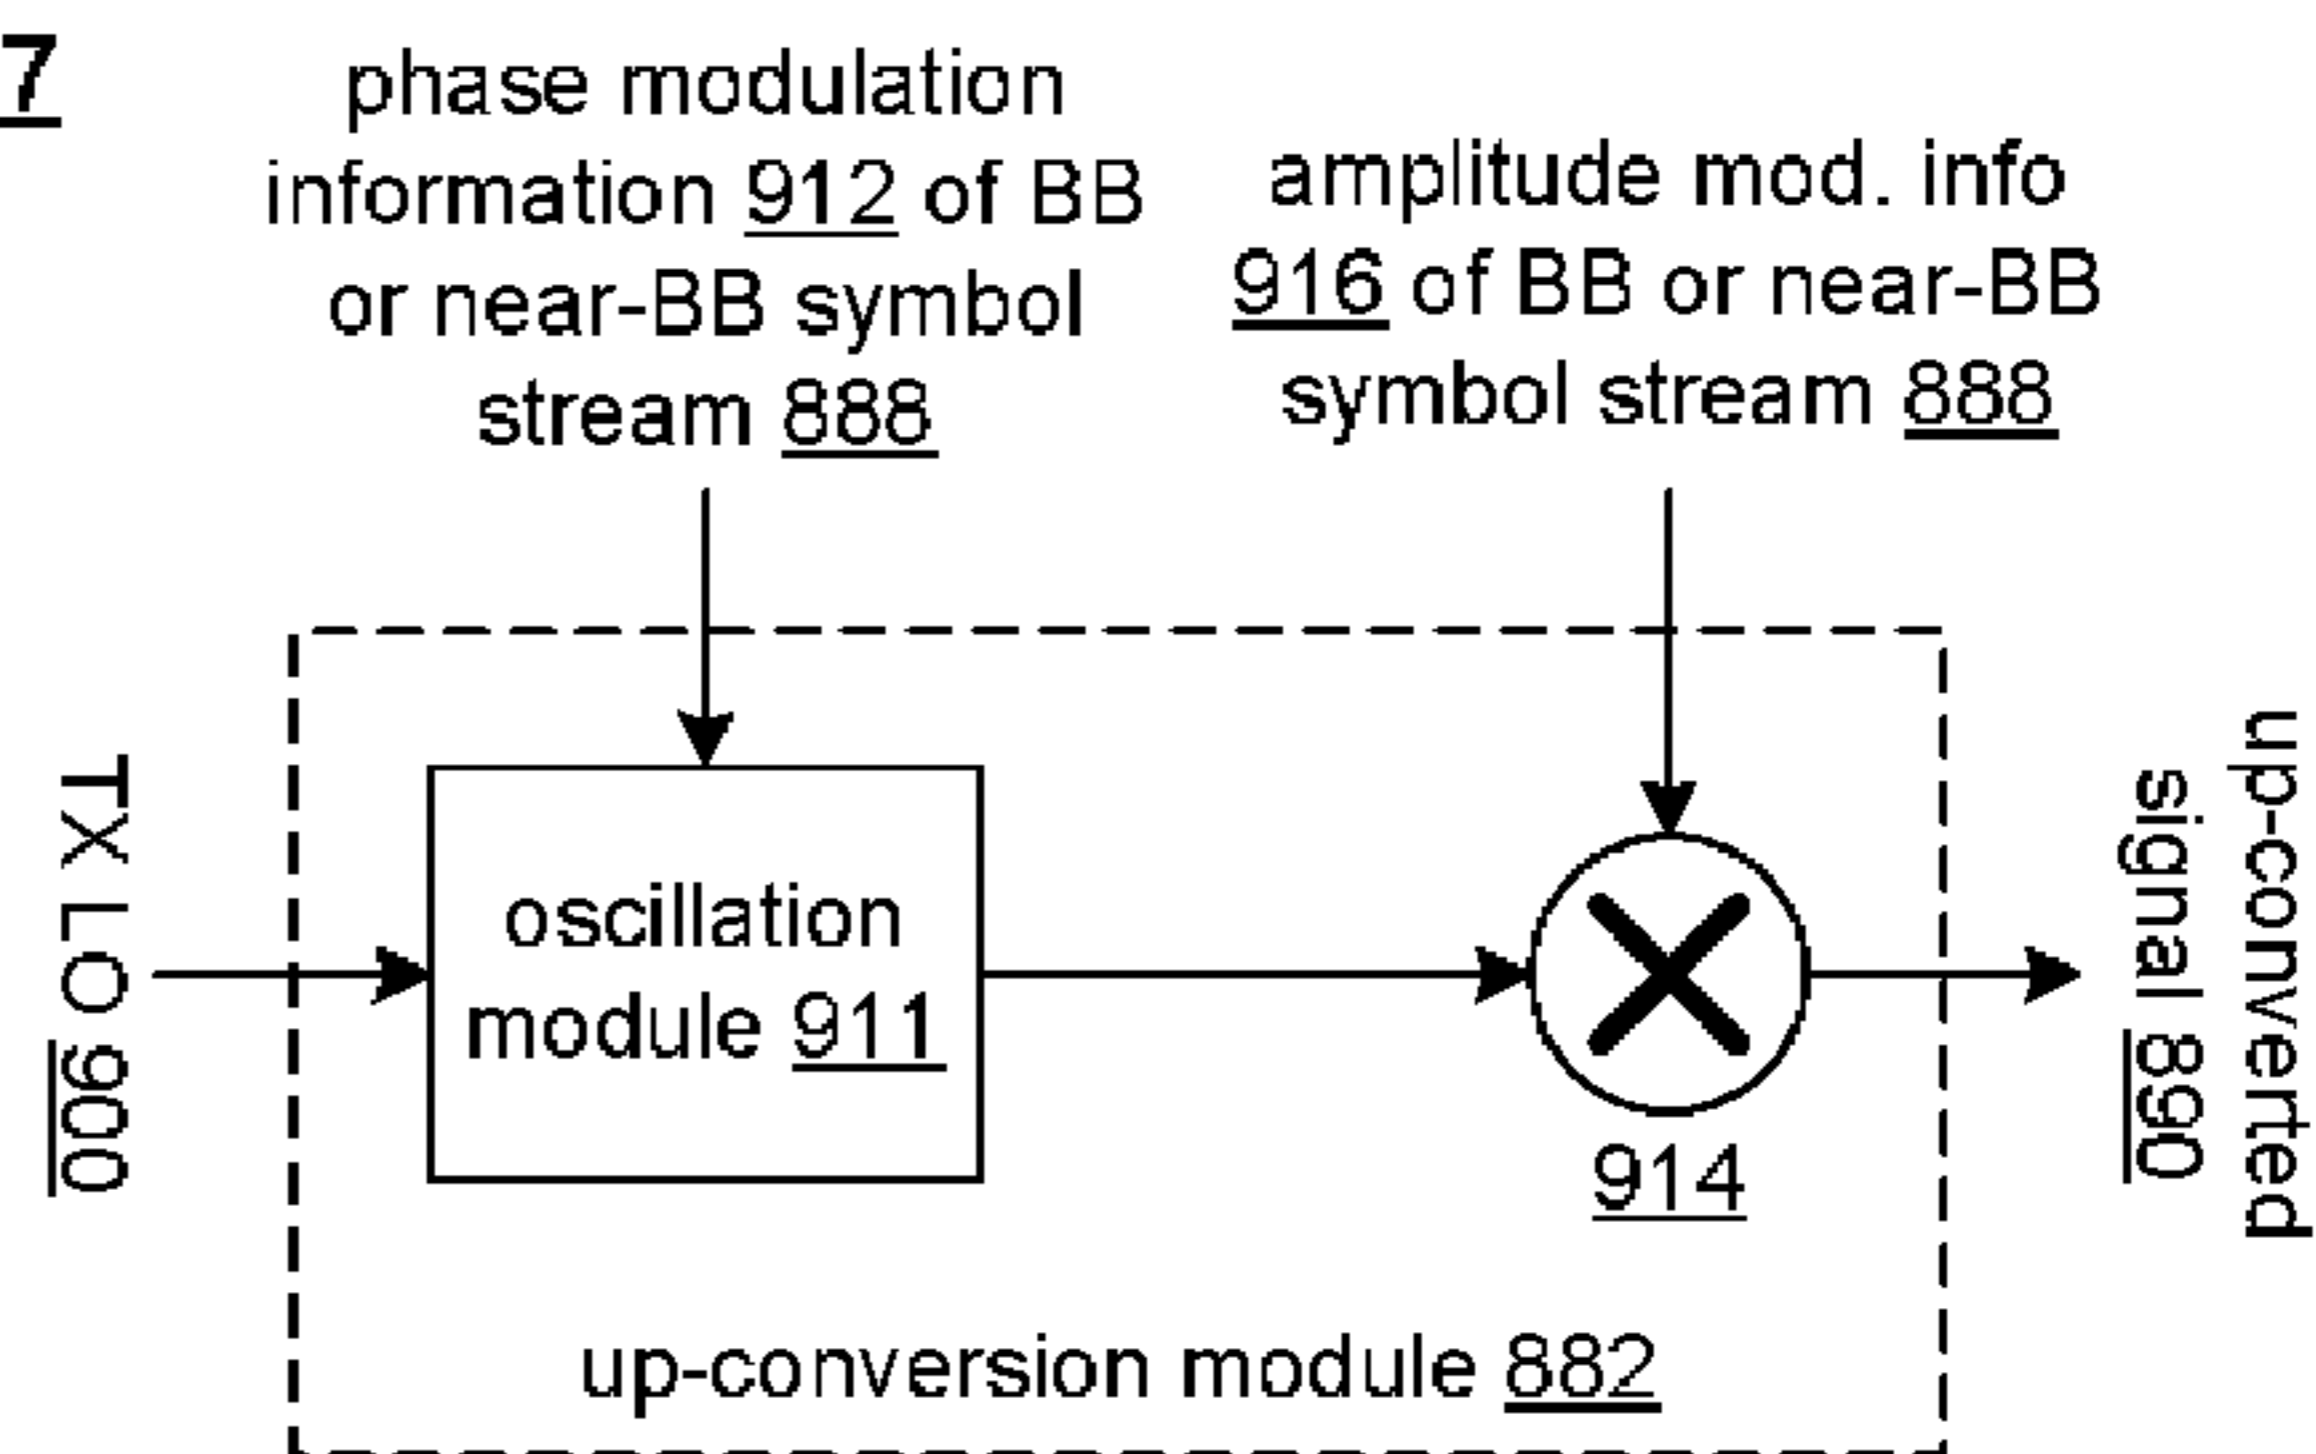 7
phase modulation
information 912 of BB
or near-BB symbol
stream 888
amplitude mod. info
916 of BB or near-BB
symbol stream 888
TX LO 900
oscillation
module 911
914
up-converted
signal 890
up-conversion module 882